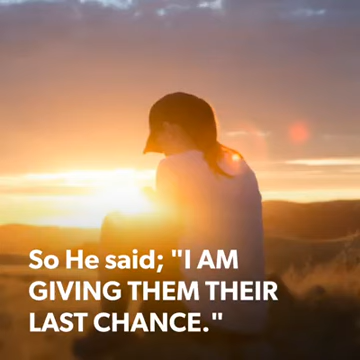 So He said; "I AM
GIVING THEM THEIR
LAST CHANCE."